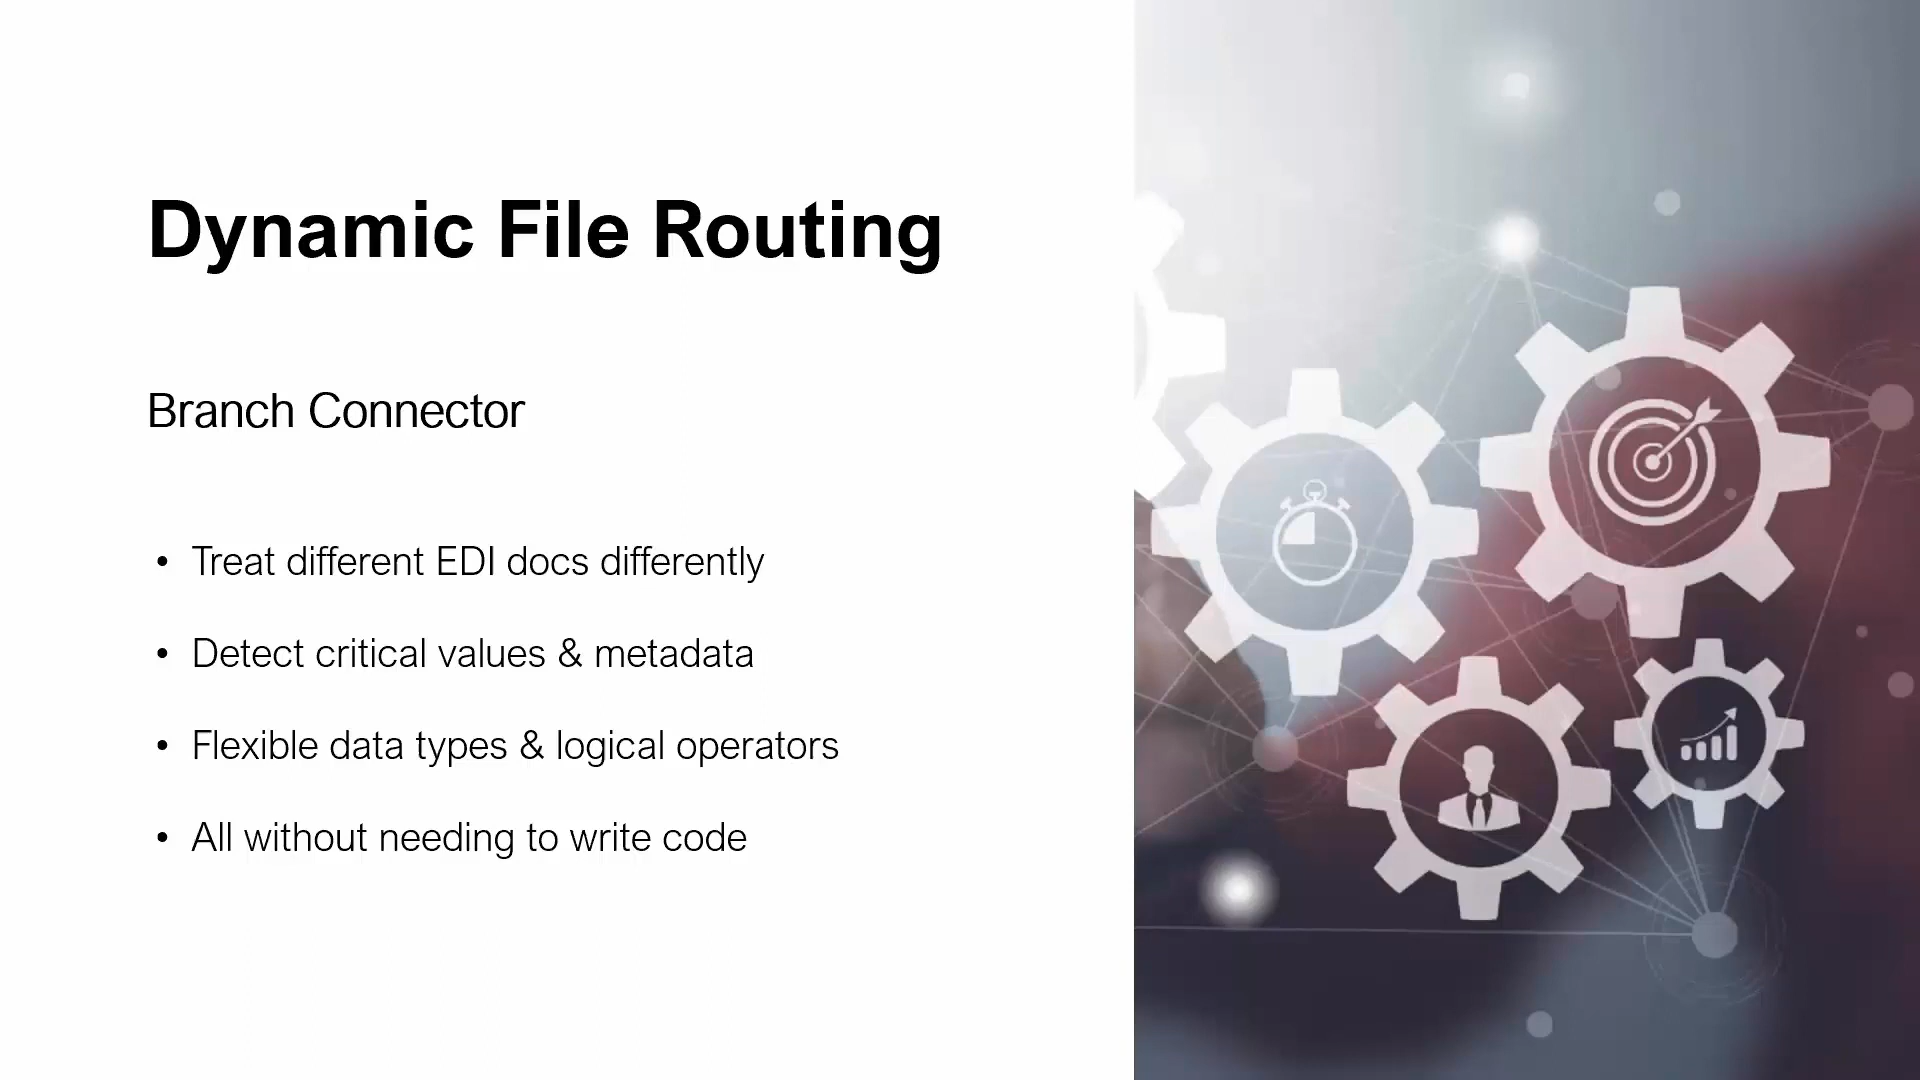 Dynamic File Routing
Branch Connector
• Treat different EDI docs differently
• Detect critical values & metadata
• Flexible data types & logical operators
• All without needing to write code